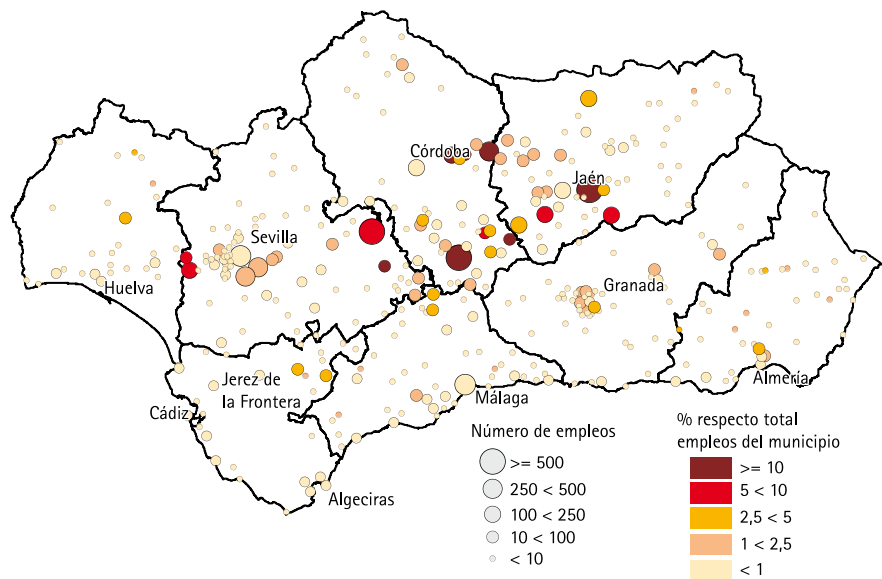 Córdoba
Jaén
Sevilla
Huelva
Granada
Jerez de
la Frontera
Cádiz
Málaga
Almería
Algeciras
Número de empleos
>= 500
250 < 500
100 < 250
10 < 100
< 10
% respecto total
empleos del municipio
>= 10
5 < 10
2,5 < 5
1 < 2,5
< 1